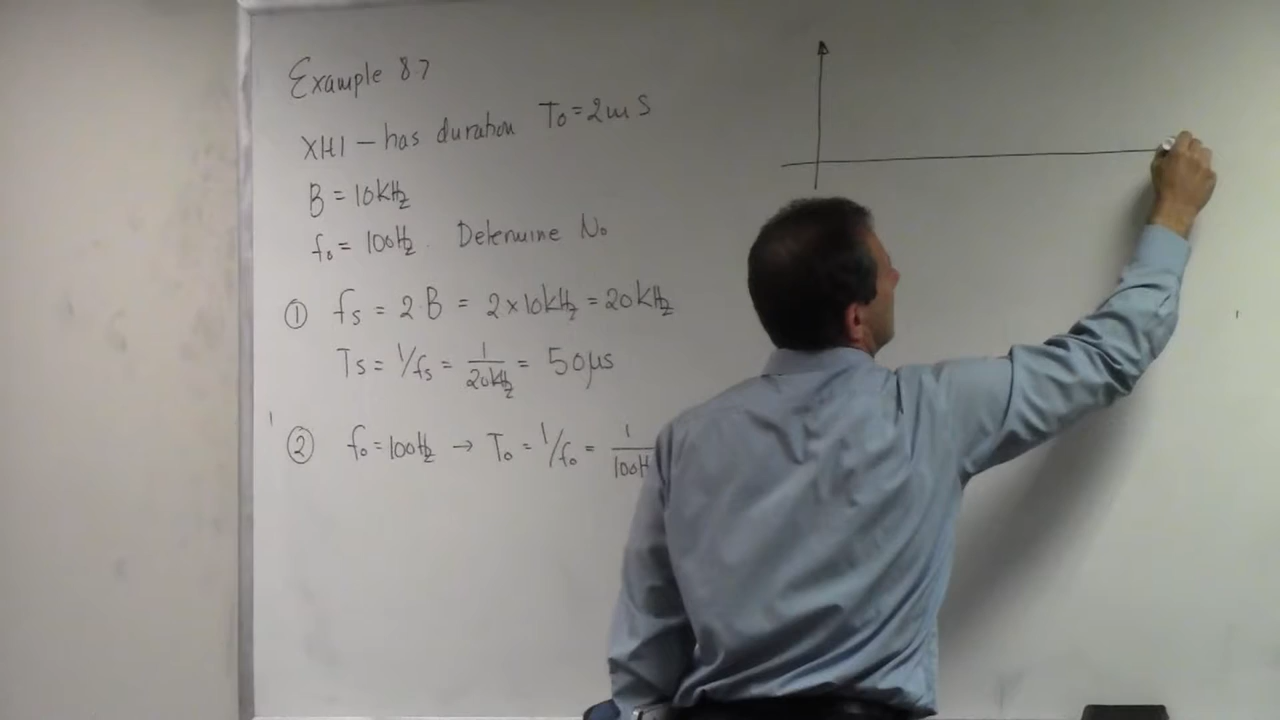 Example 8.7
x(t) – has duration T₀ = 2mS
B = 10kHz
f₀ = 100Hz. Determine N₀
① fs = 2·B = 2 × 10kHz = 20kHz
Ts = 1/fs = 1/20kHz = 50μs
② f₀ = 100Hz → T₀ = 1/f₀ = 1/100H